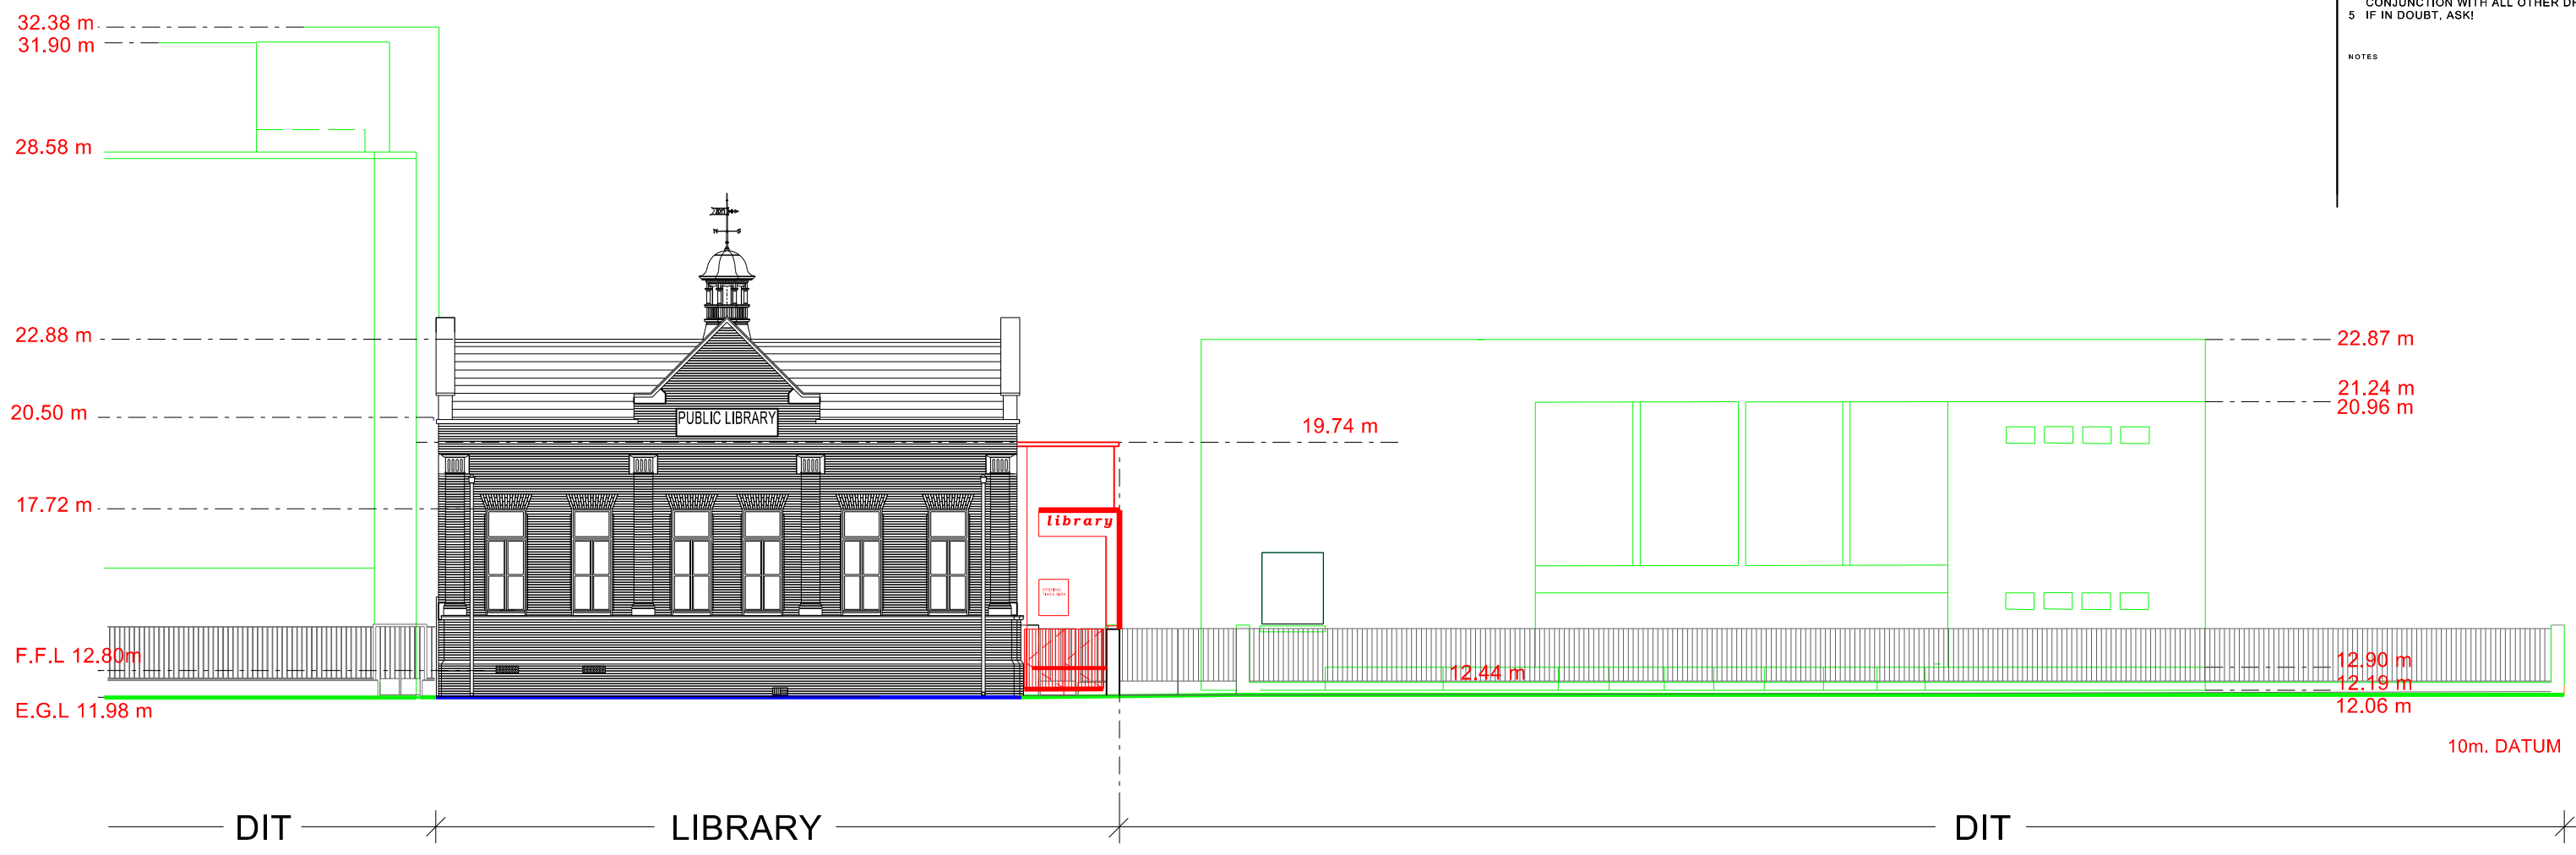 CONJUNCTION WITH ALL OTHER
5 IF IN DOUBT, ASK!
NOTES
32.38 m
31.90 m
28.58 m
22.88 m
20.50 m
17.72 m
F.F.L 12.80m
E.G.L 11.98 m
PUBLIC LIBRARY
N S
library
19.74 m
12.44 m
22.87 m
21.24 m
20.96 m
12.90 m
12.19 m
12.06 m
10m. DATUM
DIT
LIBRARY
DIT